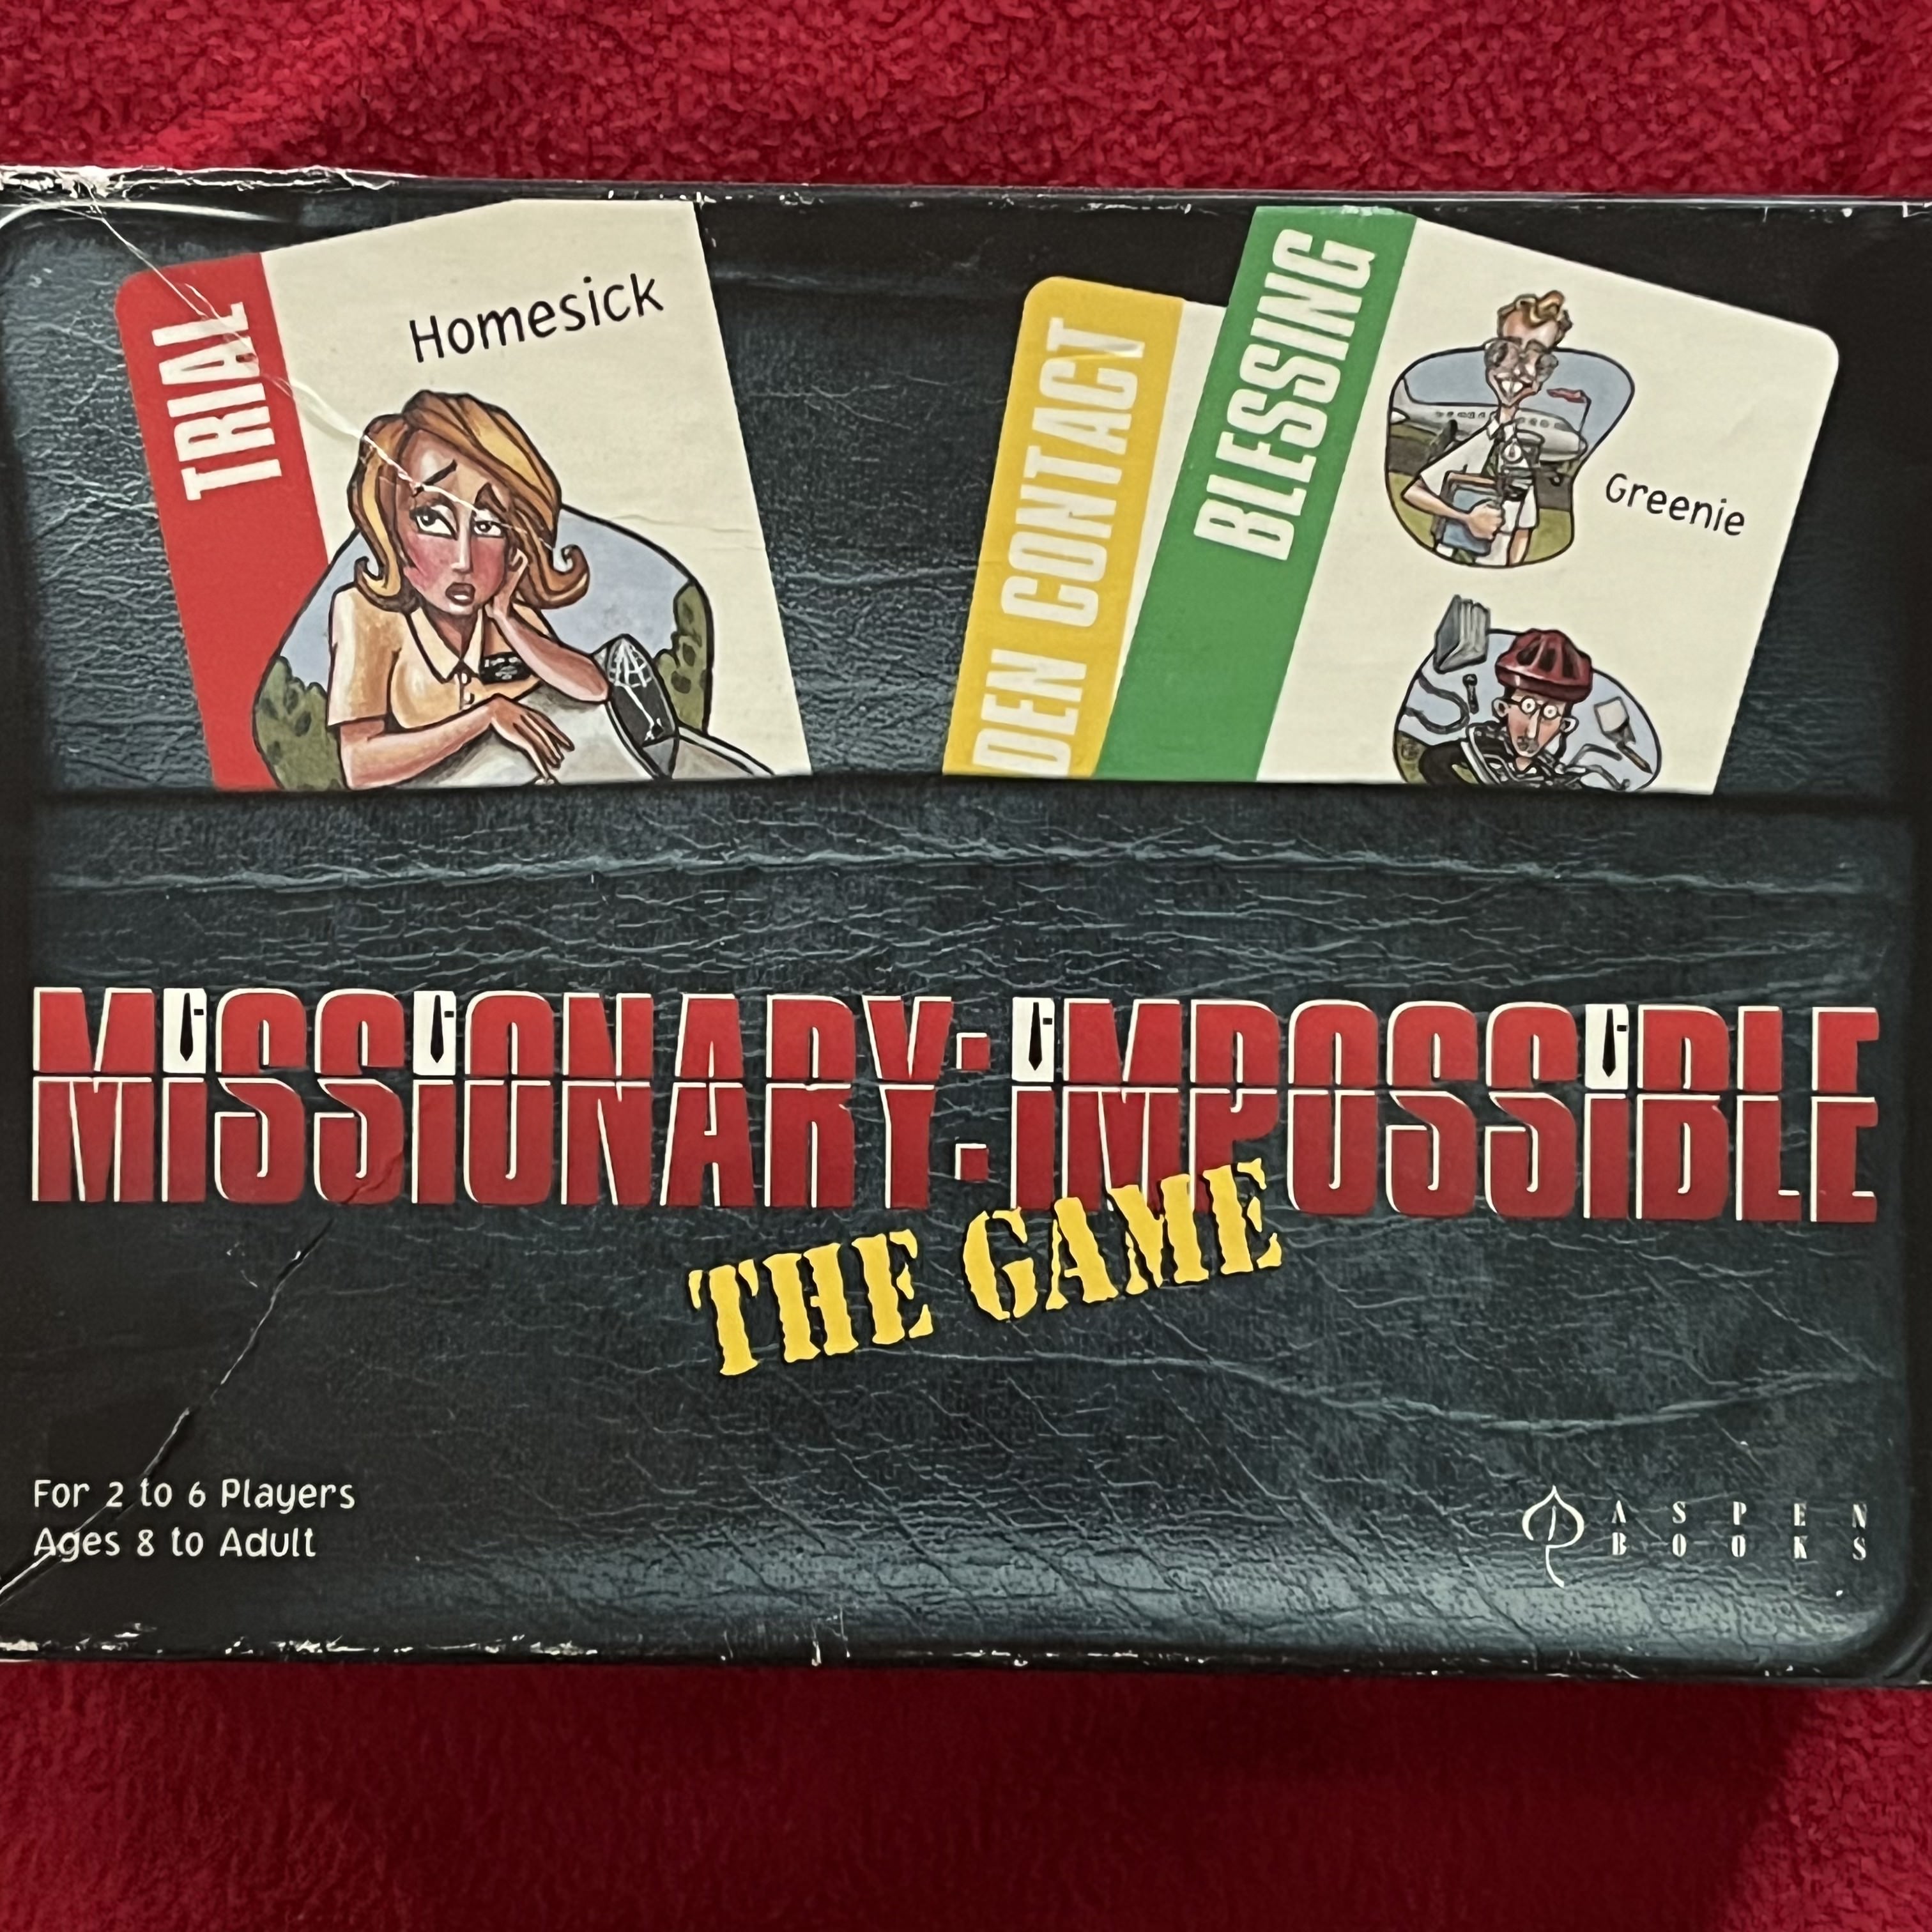 TRIAL
Homesick
DEN CONTACT
BLESSING
Greenie
MiSSiONARY: iMPOSSiBLE
THE GAME
For 2 to 6 Players
Ages 8 to Adult
ASPEN
BOOKS